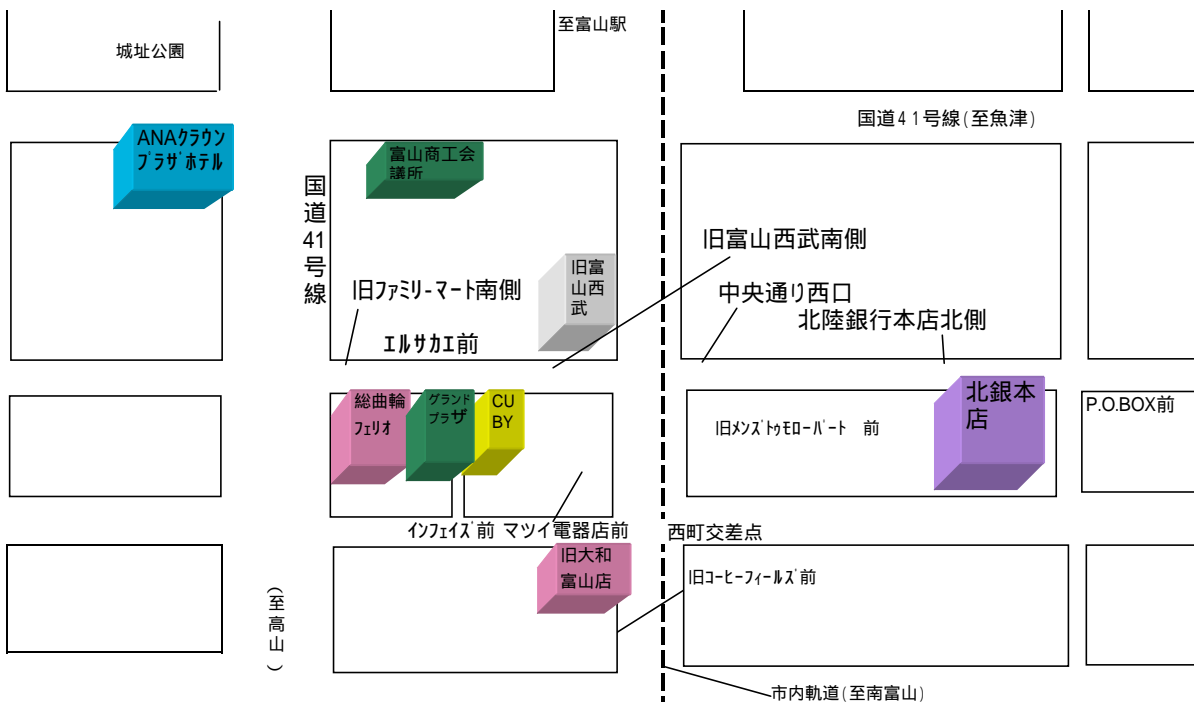 至富山駅
城址公園
国道41号線(至魚津)
ANAクラウン
プラザホテル
富山商工会
議所
国道41号線
旧富山西武南側
旧富
山西
武
旧ファミリーマート南側
中央通り西口
北陸銀行本店北側
エルサカエ前
総曲輪
フェリオ
グランド
プラザ
CU
BY
北銀本
店
P.O.BOX前
旧メンズトゥモローパート 前
インフェイズ前
マツイ電器店前
西町交差点
旧大和
富山店
旧コーヒーフィールズ前
(至高山)
市内軌道(至南富山)